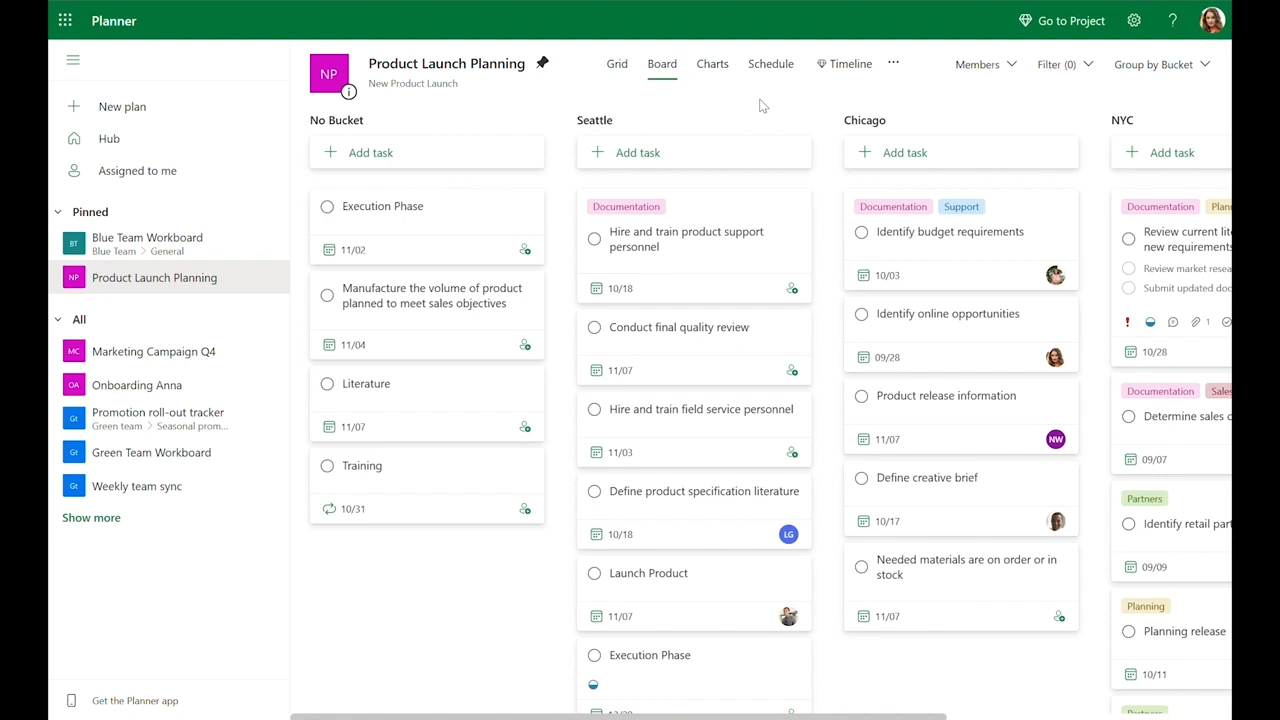 Planner
Go to Project
?
New plan
Hub
Assigned to me
Pinned
BT
Blue Team Workboard
Blue Team > General
NP
Product Launch Planning
All
MC
Marketing Campaign Q4
OA
Onboarding Anna
Gt
Promotion roll-out tracker
Green team > Seasonal prom...
Gt
Green Team Workboard
Gt
Weekly team sync
Show more
Get the Planner app
NP
Product Launch Planning
New Product Launch
Grid
Board
Charts
Schedule
Timeline
...
Members
Filter (0)
Group by Bucket
No Bucket
Add task
Execution Phase
11/02
Manufacture the volume of product
planned to meet sales objectives
11/04
Literature
11/07
Training
10/31
Seattle
Add task
Documentation
Hire and train product support
personnel
10/18
Conduct final quality review
11/07
Hire and train field service personnel
11/03
Define product specification literature
10/18
LG
Launch Product
11/07
Execution Phase
Chicago
Add task
Documentation
Support
Identify budget requirements
10/03
Identify online opportunities
09/28
Product release information
11/07
NW
Define creative brief
10/17
Needed materials are on order or in
stock
11/07
NYC
Add task
Documentation
Plann
Review current lite
new requirements
Review market resea
Submit updated doc
1
10/28
Documentation
Sales
Determine sales o
09/07
Partners
Identify retail part
09/09
Planning
Planning release
10/11